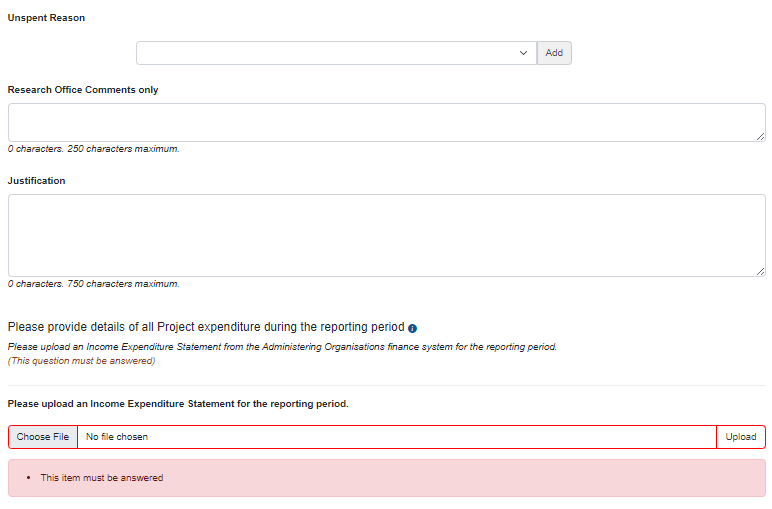 Unspent Reason
Add
Research Office Comments only
0 characters. 250 characters maximum.
Justification
0 characters. 750 characters maximum.
Please provide details of all Project expenditure during the reporting period
Please upload an Income Expenditure Statement from the Administering Organisations finance system for the reporting period.
(This question must be answered)
Please upload an Income Expenditure Statement for the reporting period.
Choose File No file chosen Upload
This item must be answered